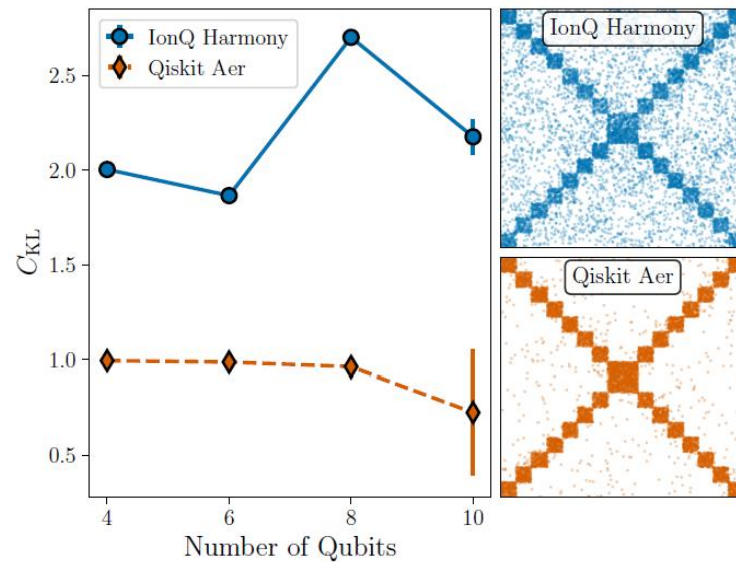 IonQ Harmony
Qiskit Aer
2.5
2.0
1.5
1.0
0.5
C_KL
4 6 8 10
Number of Qubits
IonQ Harmony
Qiskit Aer